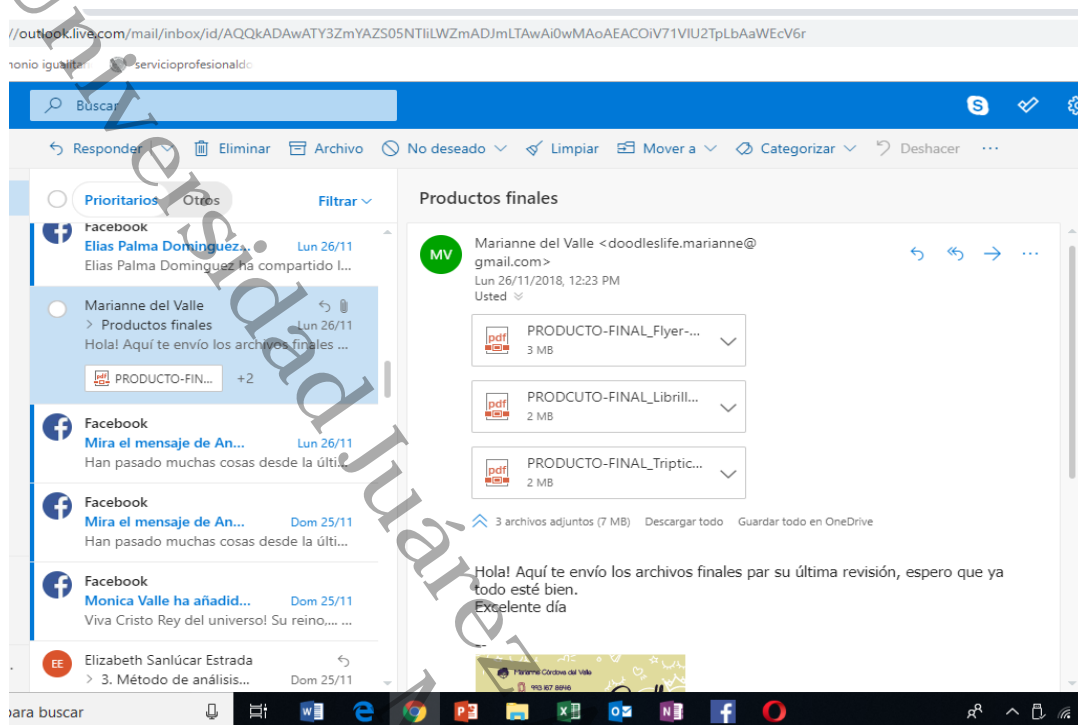 //outlook.live.com/mail/inbox/id/AQQkADAwATY3ZmYAZS05NTIiLWZmADJmLTAwAi0wMAoAEACOiV71VIU2TpLbAaWEcV6r
servicioprofesionaldo
Buscar
Responder
Eliminar
Archivo
No deseado
Limpiar
Mover a
Categorizar
Deshacer
Prioritarios
Otros
Filtrar
Facebook
Elias Palma Dominguez... Lun 26/11
Elias Palma Dominguez ha compartido l...
Marianne del Valle
> Productos finales Lun 26/11
Hola! Aquí te envío los archivos finales ...
PRODUCTO-FIN... +2
Facebook
Mira el mensaje de An... Lun 26/11
Han pasado muchas cosas desde la últi...
Facebook
Mira el mensaje de An... Dom 25/11
Han pasado muchas cosas desde la últi...
Facebook
Monica Valle ha añadid... Dom 25/11
Viva Cristo Rey del universo! Su reino,... ...
EE
Elizabeth Sanlúcar Estrada
> 3. Método de análisis... Dom 25/11
Productos finales
MV
Marianne del Valle <doodleslife.marianne@
gmail.com>
Lun 26/11/2018, 12:23 PM
Usted
PRODUCTO-FINAL_Flyer-...
3 MB
PRODCUTO-FINAL_Librill...
2 MB
PRODUCTO-FINAL_Triptic...
2 MB
3 archivos adjuntos (7 MB) Descargar todo Guardar todo en OneDrive
Hola! Aquí te envío los archivos finales par su última revisión, espero que ya
todo esté bien.
Excelente día
--
Marianne Córdova del Valle
993 167 8646
para buscar
Universidad Juárez